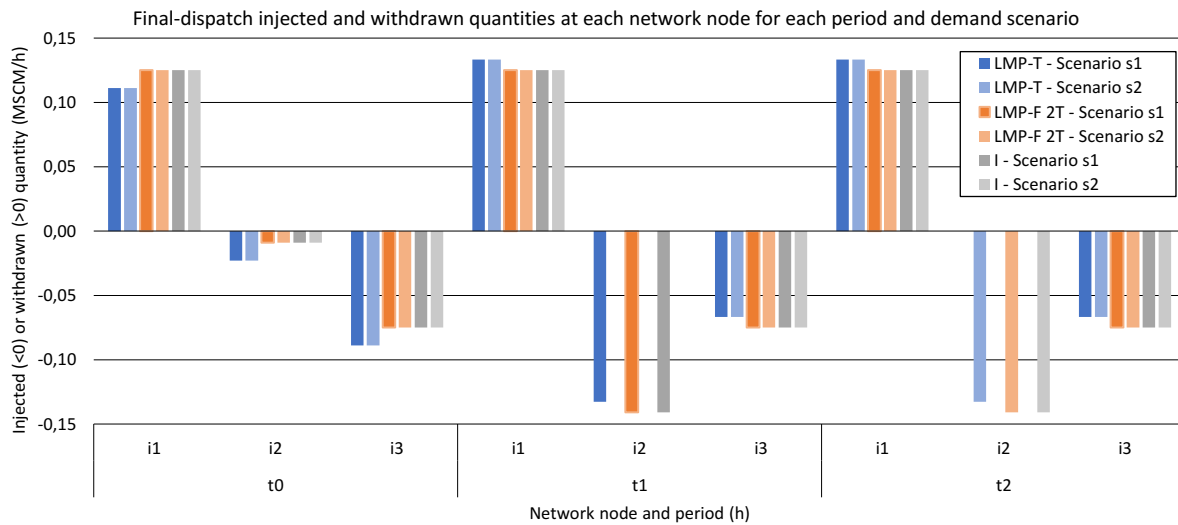 Final-dispatch injected and withdrawn quantities at each network node for each period and demand scenario
Injected (<0) or withdrawn (>0) quantity (MSCM/h)
0,15
0,10
0,05
0,00
-0,05
-0,10
-0,15
LMP-T - Scenario s1
LMP-T - Scenario s2
LMP-F 2T - Scenario s1
LMP-F 2T - Scenario s2
I - Scenario s1
I - Scenario s2
i1 i2 i3 i1 i2 i3 i1 i2 i3
t0 t1 t2
Network node and period (h)